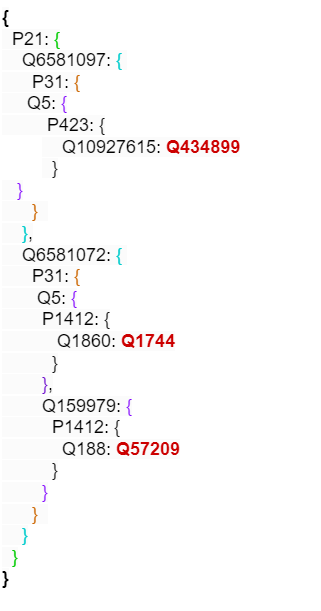 {
P21: {
Q6581097: {
P31: {
Q5: {
P423: {
Q10927615: Q434899
}
}
}
},
Q6581072: {
P31: {
Q5: {
P1412: {
Q1860: Q1744
}
},
Q159979: {
P1412: {
Q188: Q57209
}
}
}
}
}
}